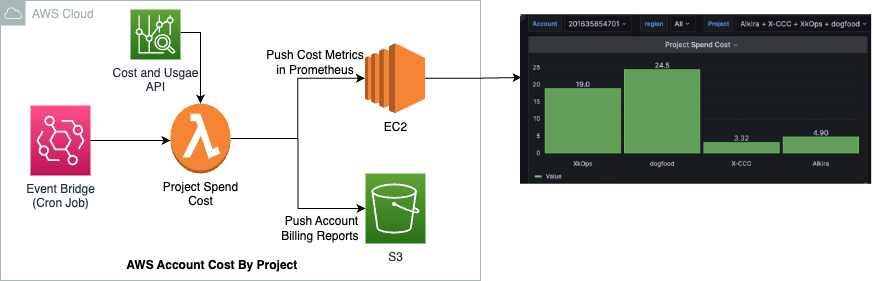 AWS Cloud
Cost and Usgae
API
Event Bridge
(Cron Job)
Project Spend
Cost
Push Cost Metrics
in Prometheus
EC2
Push Account
Billing Reports
S3
AWS Account Cost By Project
Account 201635854701 region All Project Alkira + X-CCC + XkOps + dogfood
Project Spend Cost
25
20
15
10
5
0
19.0
24.5
3.32
4.90
XkOps dogfood X-CCC Alkira
Value